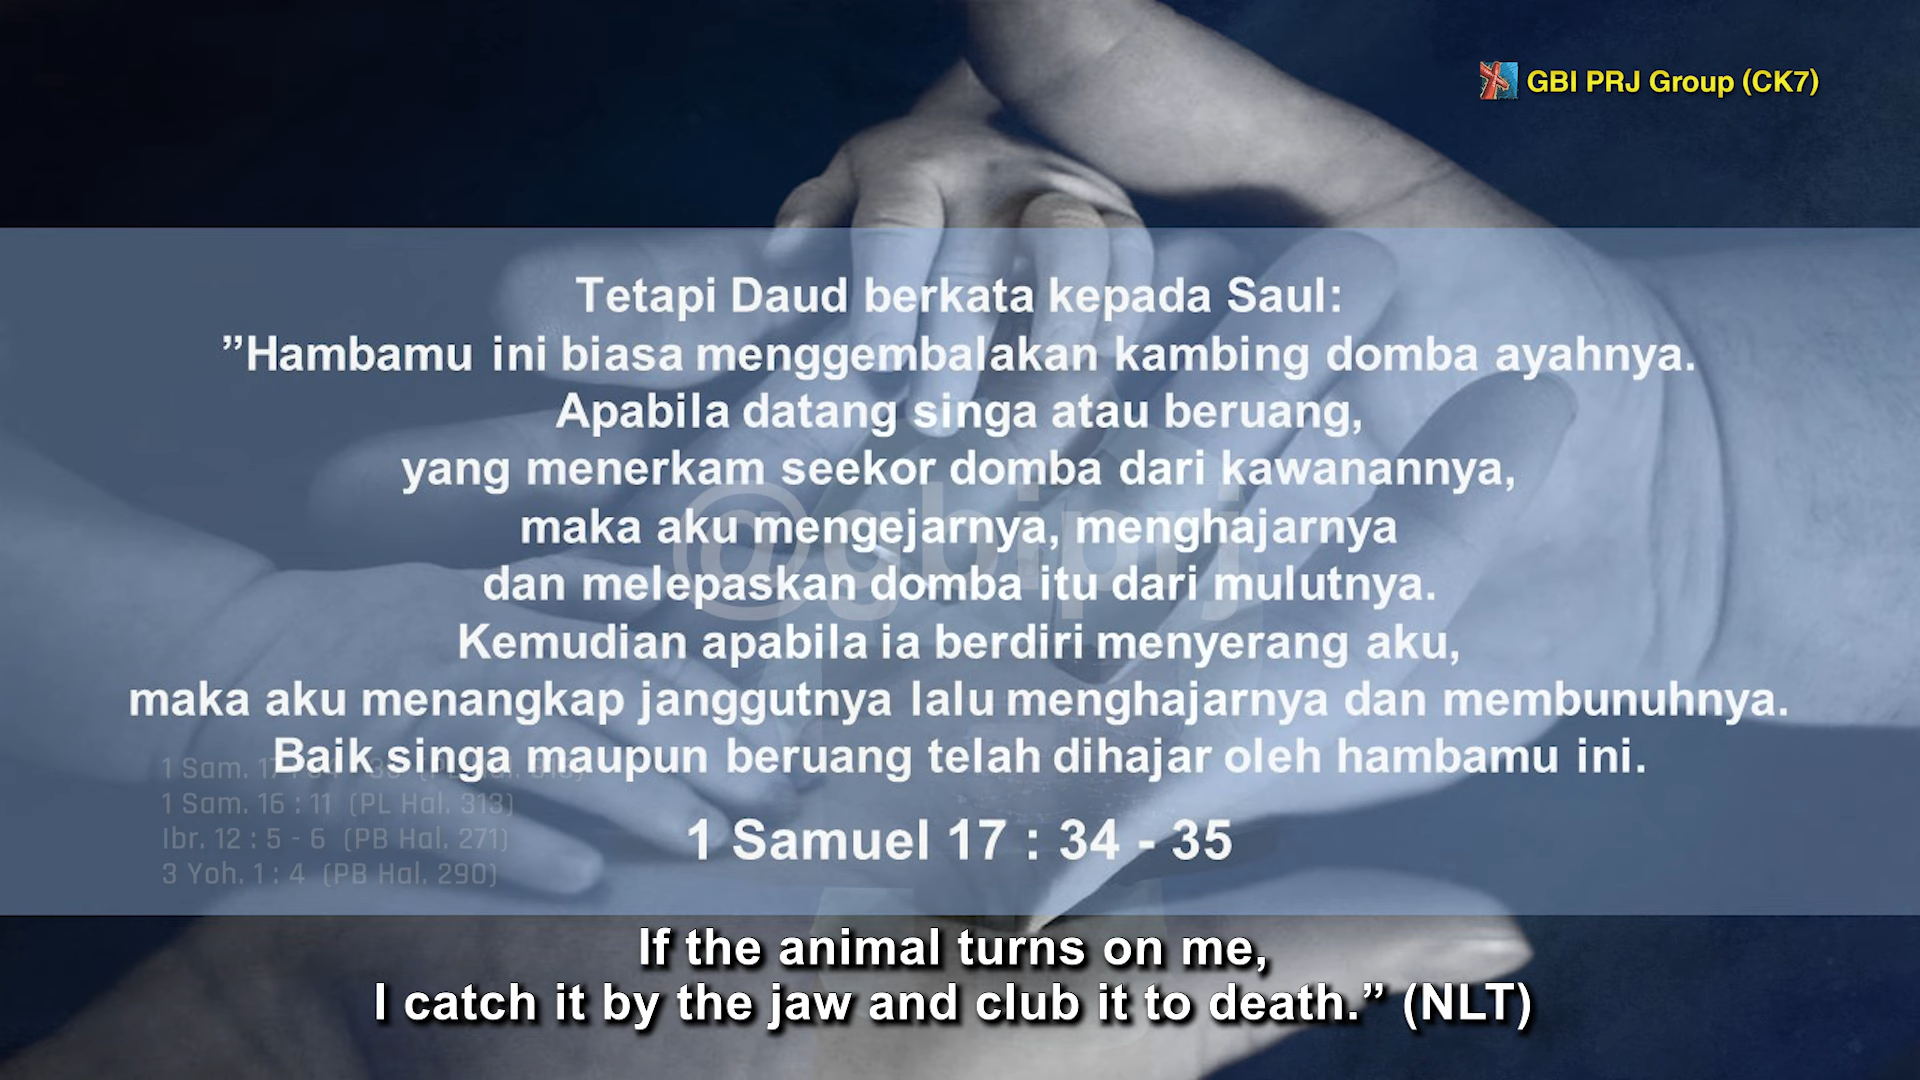 GBI PRJ Group (CK7)
Tetapi Daud berkata kepada Saul:
”Hambamu ini biasa menggembalakan kambing domba ayahnya.
Apabila datang singa atau beruang,
yang menerkam seekor domba dari kawanannya,
maka aku mengejarnya, menghajarnya
dan melepaskan domba itu dari mulutnya.
Kemudian apabila ia berdiri menyerang aku,
maka aku menangkap janggutnya lalu menghajarnya dan membunuhnya.
Baik singa maupun beruang telah dihajar oleh hambamu ini.
1 Samuel 17 : 34 - 35
@gbiprj
1 Sam.
1 Sam. 16 : 11 (PL Hal. 313)
Ibr. 12 : 5 - 6 (PB Hal. 271)
3 Yoh. 1 : 4 (PB Hal. 290)
If the animal turns on me,
I catch it by the jaw and club it to death.” (NLT)